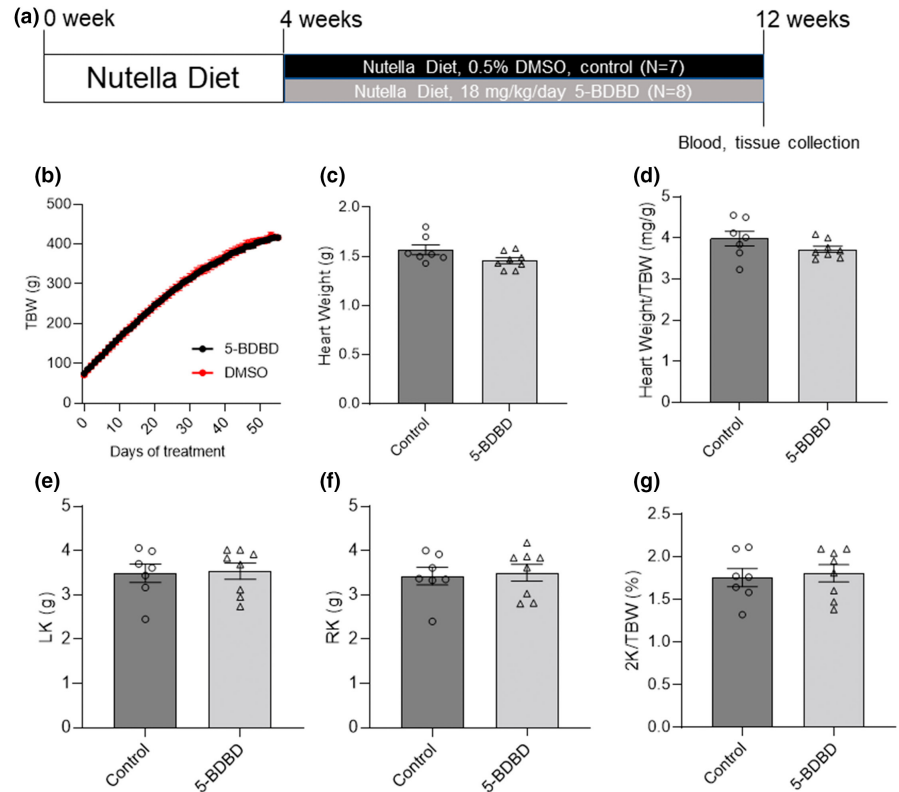 (a) 0 week 4 weeks 12 weeks
Nutella Diet
Nutella Diet, 0.5% DMSO, control (N=7)
Nutella Diet, 18 mg/kg/day 5-BDBD (N=8)
Blood, tissue collection
(b)
500
400
300
200
100
0
TBW (g)
5-BDBD
DMSO
0 10 20 30 40 50
Days of treatment
(c)
2.0
1.5
1.0
0.5
0.0
Heart Weight (g)
Control 5-BDBD
(d)
5
4
3
2
1
0
Heart Weight/TBW (mg/g)
Control 5-BDBD
(e)
5
4
3
2
1
0
LK (g)
Control 5-BDBD
(f)
5
4
3
2
1
0
RK (g)
Control 5-BDBD
(g)
2.5
2.0
1.5
1.0
0.5
0.0
2K/TBW (%)
Control 5-BDBD